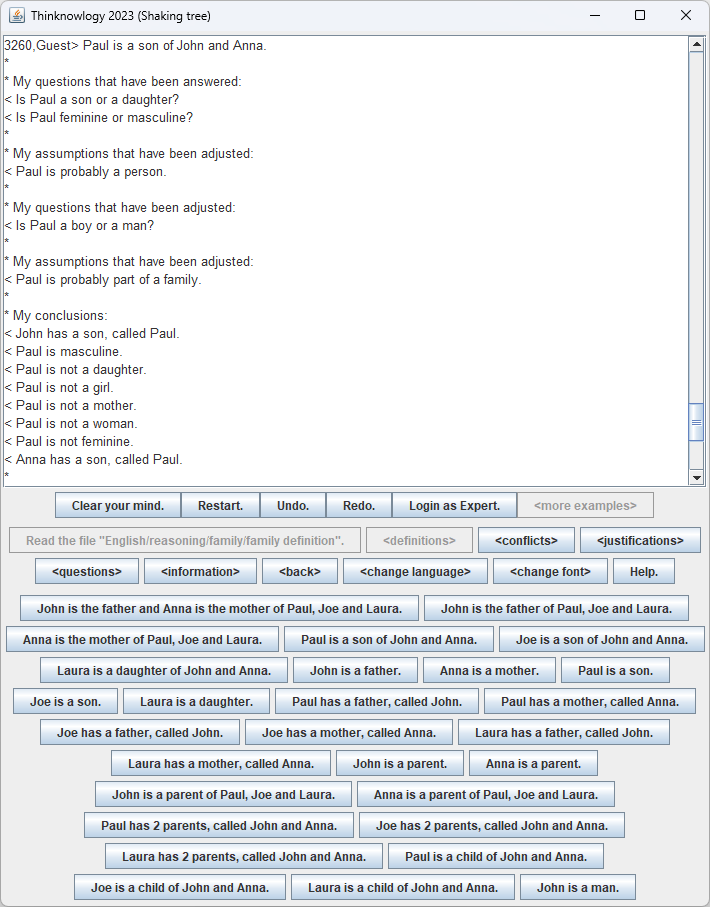 Thinknowlogy 2023 (Shaking tree)
3260,Guest> Paul is a son of John and Anna.
*
* My questions that have been answered:
< Is Paul a son or a daughter?
< Is Paul feminine or masculine?
*
* My assumptions that have been adjusted:
< Paul is probably a person.
*
* My questions that have been adjusted:
< Is Paul a boy or a man?
*
* My assumptions that have been adjusted:
< Paul is probably part of a family.
*
* My conclusions:
< John has a son, called Paul.
< Paul is masculine.
< Paul is not a daughter.
< Paul is not a girl.
< Paul is not a mother.
< Paul is not a woman.
< Paul is not feminine.
< Anna has a son, called Paul.
*
Clear your mind. Restart. Undo. Redo. Login as Expert. <more examples>
Read the file "English/reasoning/family/family definition". <definitions> <conflicts> <justifications>
<questions> <information> <back> <change language> <change font> Help.
John is the father and Anna is the mother of Paul, Joe and Laura. John is the father of Paul, Joe and Laura.
Anna is the mother of Paul, Joe and Laura. Paul is a son of John and Anna. Joe is a son of John and Anna.
Laura is a daughter of John and Anna. John is a father. Anna is a mother. Paul is a son.
Joe is a son. Laura is a daughter. Paul has a father, called John. Paul has a mother, called Anna.
Joe has a father, called John. Joe has a mother, called Anna. Laura has a father, called John.
Laura has a mother, called Anna. John is a parent. Anna is a parent.
John is a parent of Paul, Joe and Laura. Anna is a parent of Paul, Joe and Laura.
Paul has 2 parents, called John and Anna. Joe has 2 parents, called John and Anna.
Laura has 2 parents, called John and Anna. Paul is a child of John and Anna.
Joe is a child of John and Anna. Laura is a child of John and Anna. John is a man.